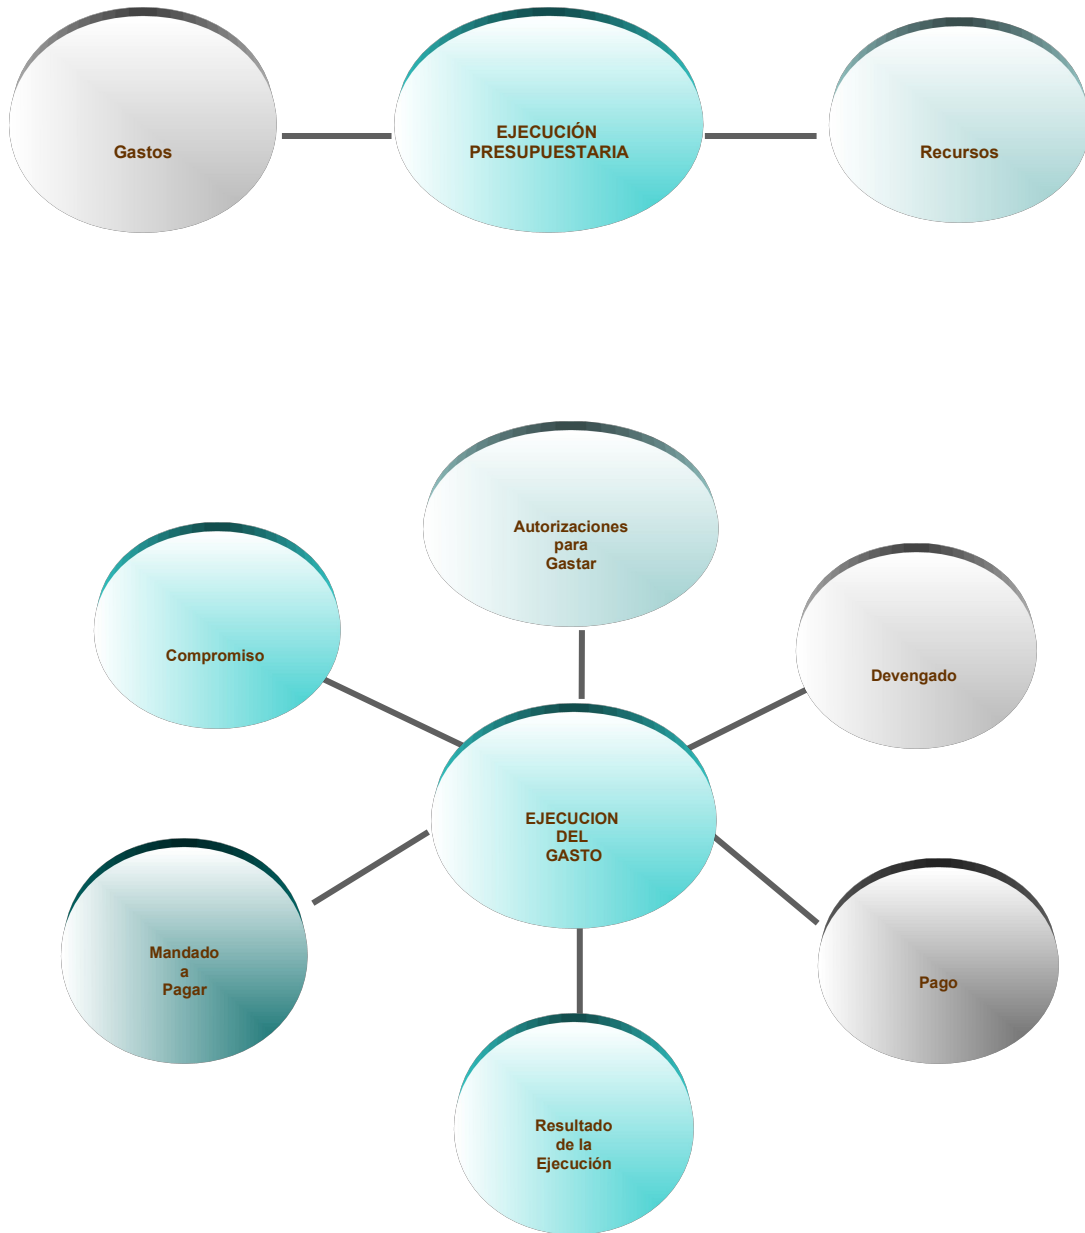 Gastos
EJECUCIÓN
PRESUPUESTARIA
Recursos
Autorizaciones
para
Gastar
Compromiso
Devengado
EJECUCION
DEL
GASTO
Mandado
a
Pagar
Pago
Resultado
de la
Ejecución